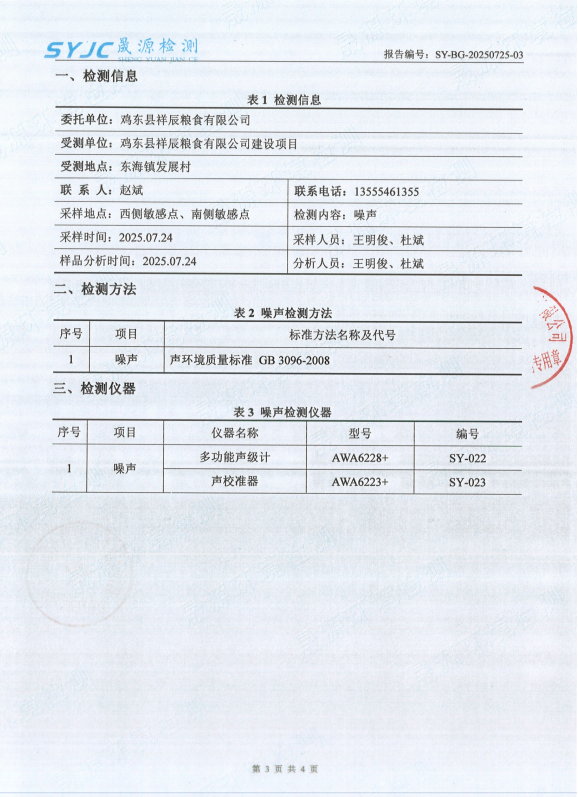 SYJC 晟源检测
SHENG YUAN JIAN CE
报告编号：SY-BG-20250725-03
一、检测信息
表 1 检测信息
委托单位：鸡东县祥辰粮食有限公司
受测单位：鸡东县祥辰粮食有限公司建设项目
受测地点：东海镇发展村
联 系 人：赵斌 联系电话：13555461355
采样地点：西侧敏感点、南侧敏感点 检测内容：噪声
采样时间：2025.07.24 采样人员：王明俊、杜斌
样品分析时间：2025.07.24 分析人员：王明俊、杜斌
二、检测方法
表 2 噪声检测方法
序号 项目 标准方法名称及代号
1 噪声 声环境质量标准 GB 3096-2008
三、检测仪器
表 3 噪声检测仪器
序号 项目 仪器名称 型号 编号
1 噪声 多功能声级计 AWA6228+ SY-022
声校准器 AWA6223+ SY-023
公司
专用章
第 3 页 共 4 页